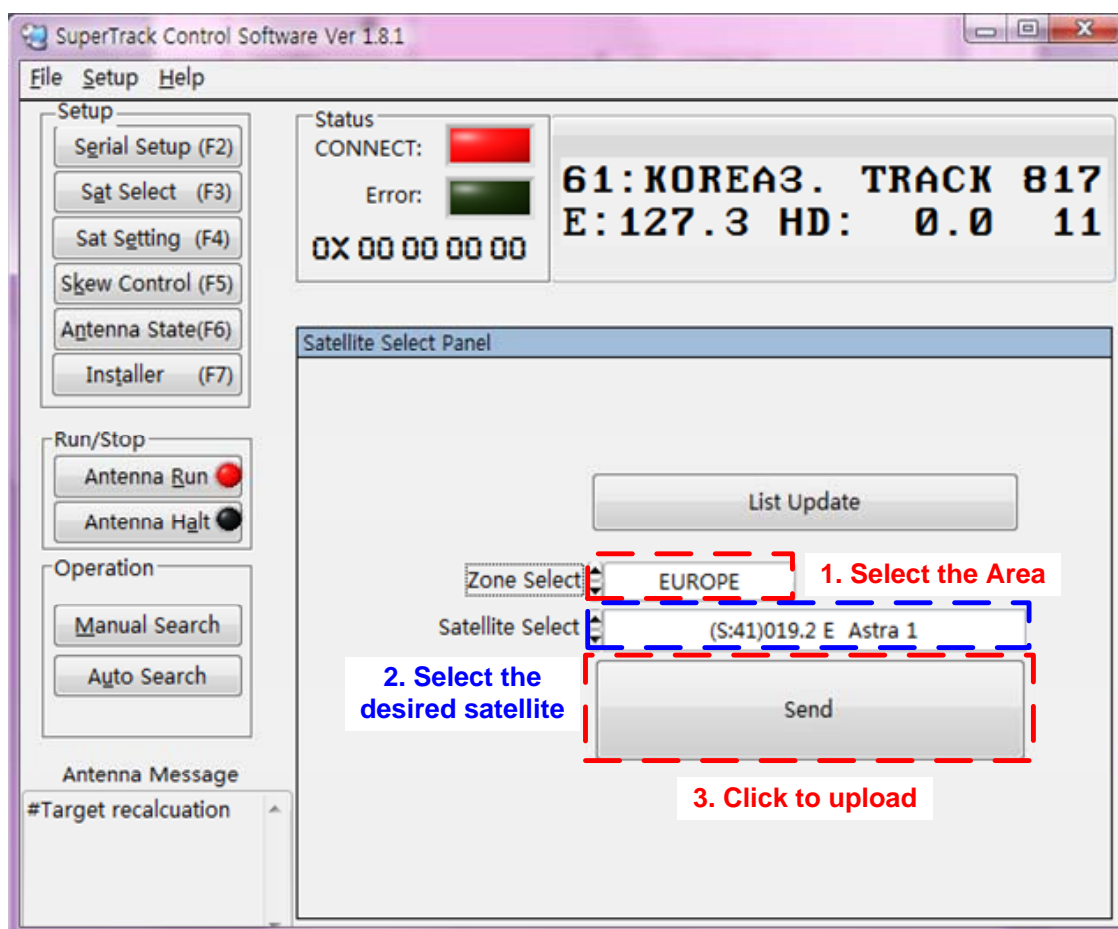 SuperTrack Control Software Ver 1.8.1
File Setup Help
Setup
Serial Setup (F2)
Sat Select (F3)
Sat Setting (F4)
Skew Control (F5)
Antenna State(F6)
Installer (F7)
Status
CONNECT:
Error:
0X 00 00 00 00
61:KOREA3. TRACK 817
E:127.3 HD: 0.0 11
Run/Stop
Antenna Run
Antenna Halt
Operation
Manual Search
Auto Search
Antenna Message
#Target recalcuation
Satellite Select Panel
List Update
Zone Select
EUROPE
1. Select the Area
Satellite Select
(S:41)019.2 E Astra 1
2. Select the
desired satellite
Send
3. Click to upload